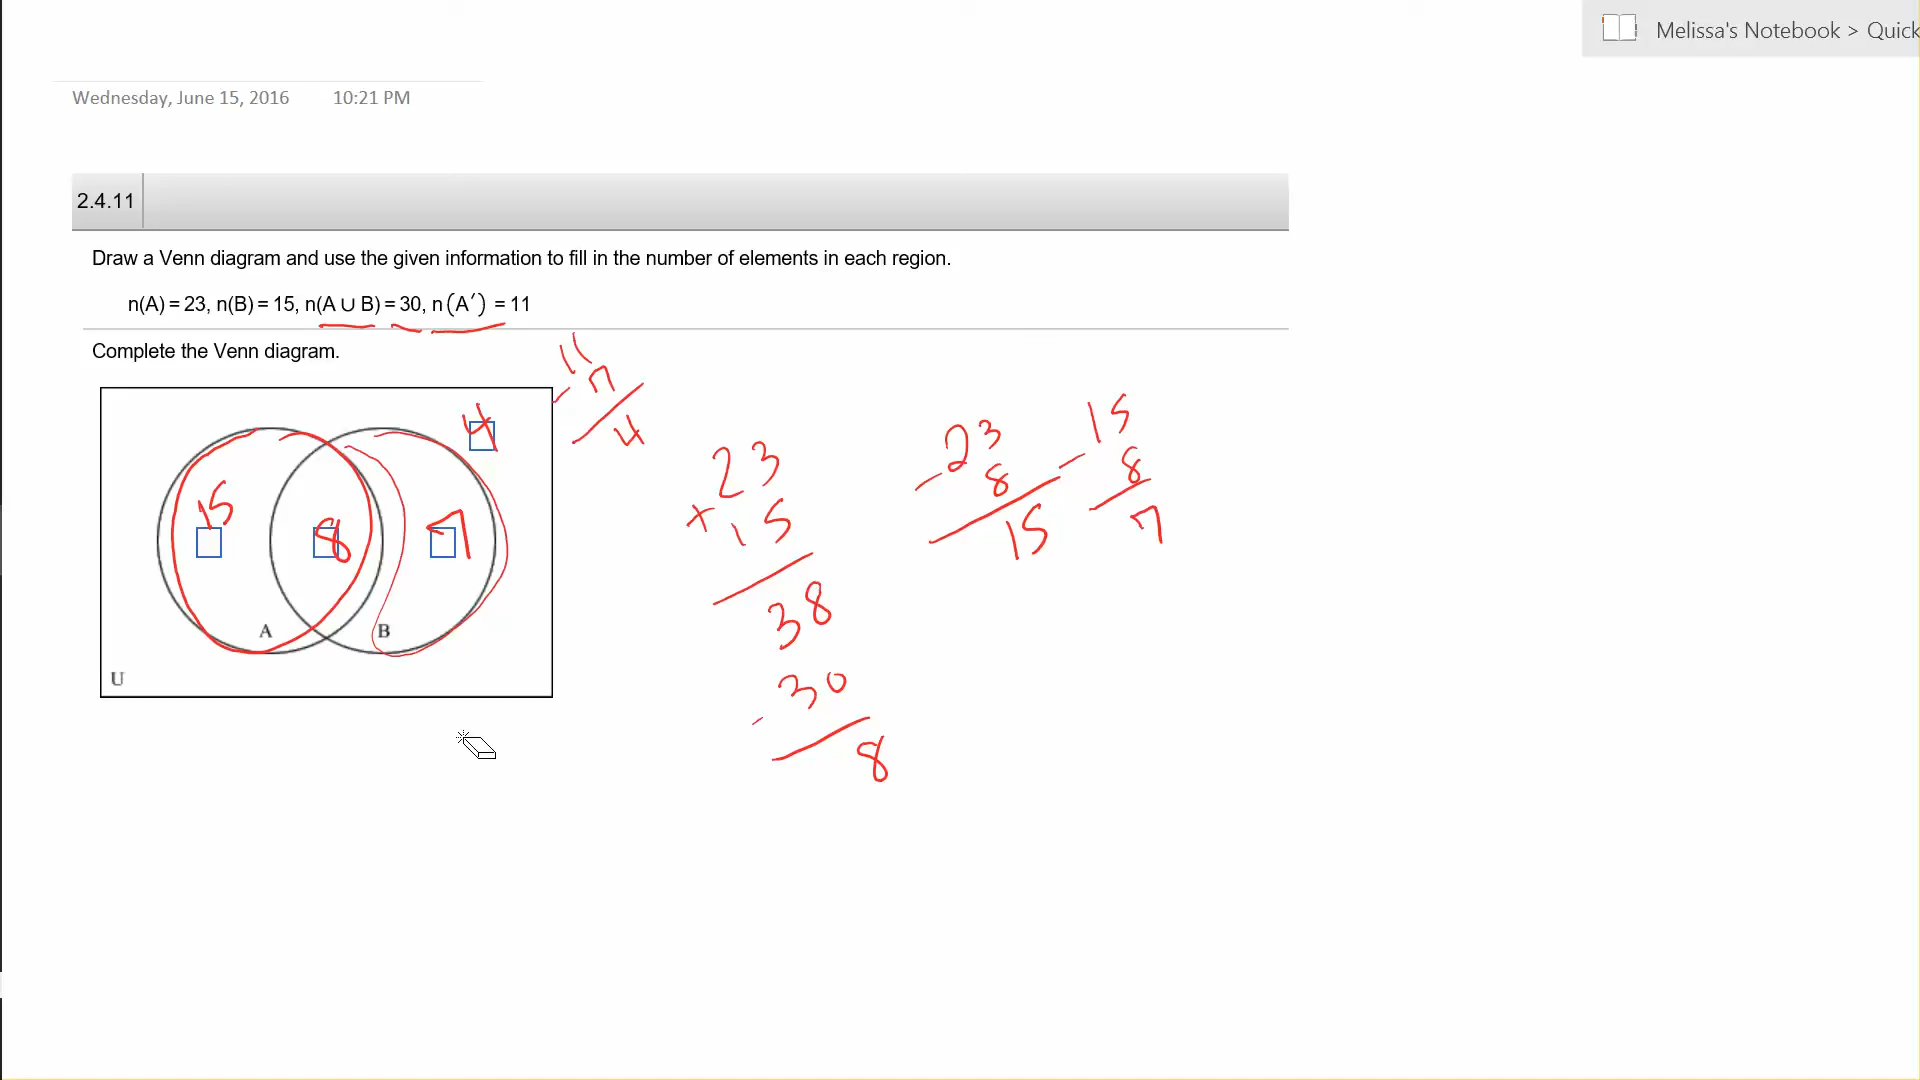 Melissa's Notebook > Quick
Wednesday, June 15, 2016 10:21 PM
2.4.11
Draw a Venn diagram and use the given information to fill in the number of elements in each region.
n(A) = 23, n(B) = 15, n(A ∪ B) = 30, n(A′) = 11
Complete the Venn diagram.
11
- 7
4
4
15
8
7
A
B
U
23
+ 15
38
- 30
8
23
- 8
15
15
- 8
7